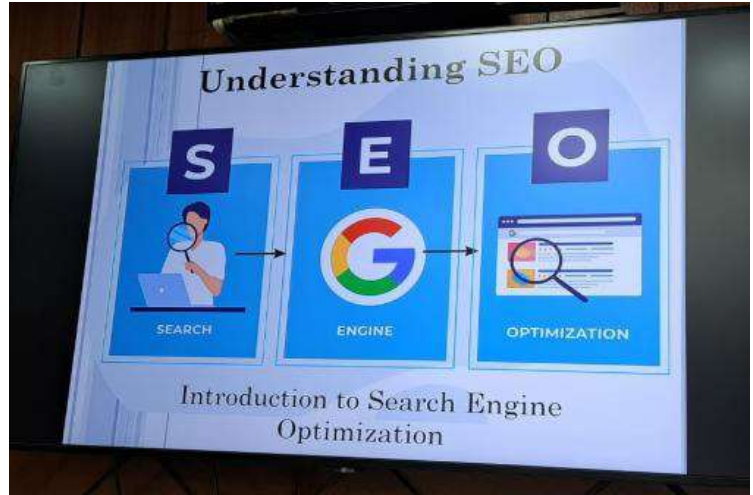 Understanding SEO
S
E
O
SEARCH
ENGINE
OPTIMIZATION
Introduction to Search Engine
Optimization